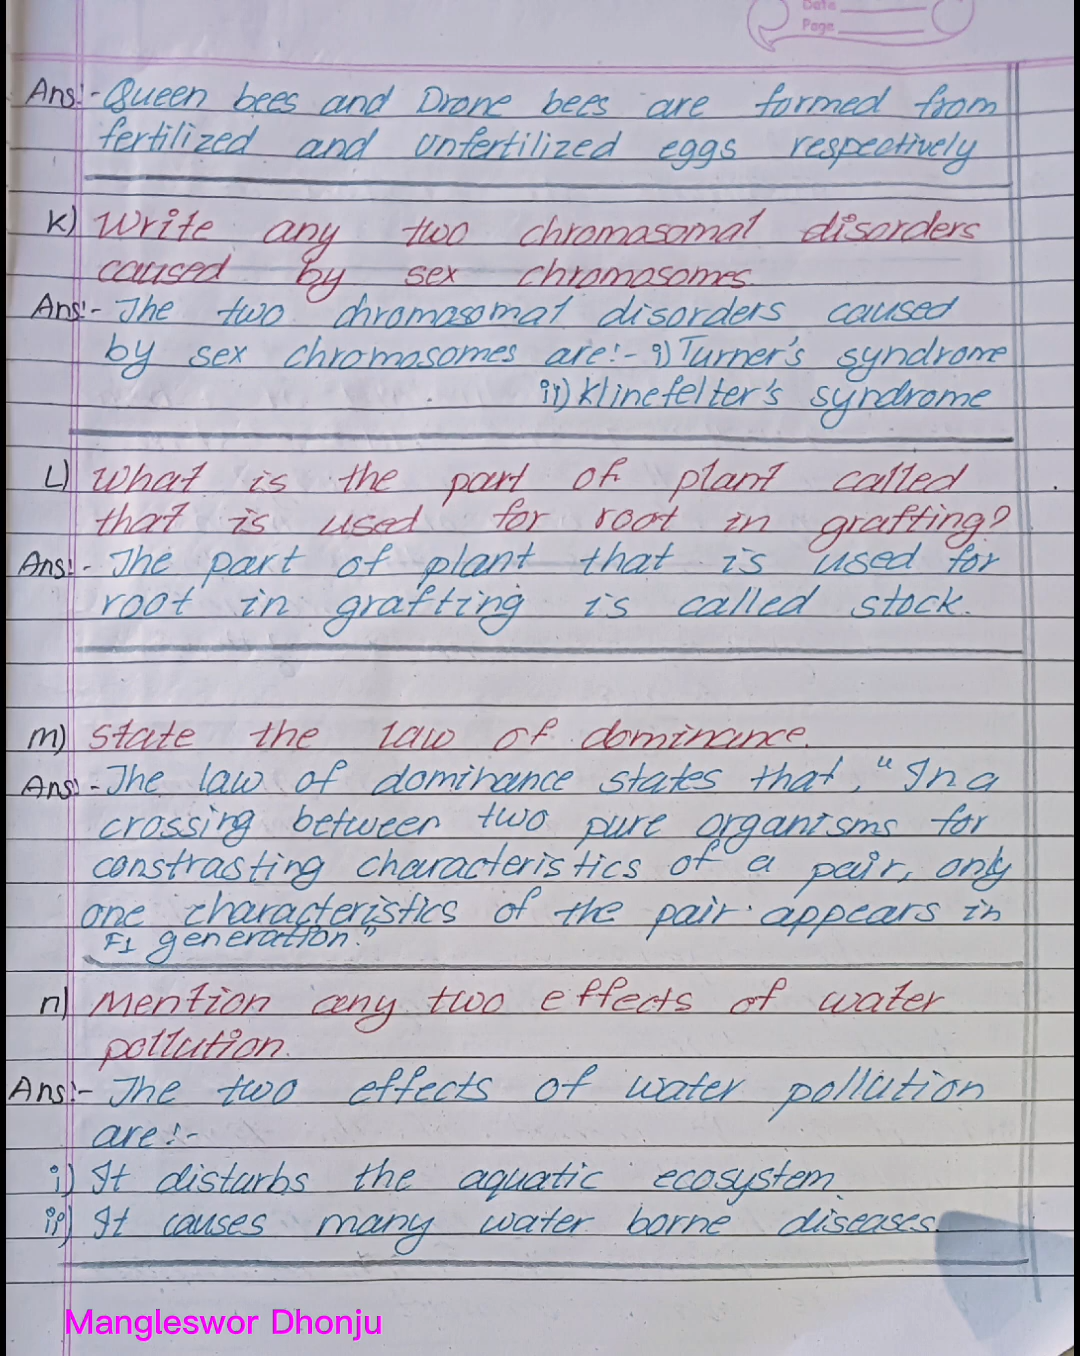 Date
Page
Ans:- Queen bees and Drone bees are formed from
fertilized and unfertilized eggs respectively
K) Write any two chromasomal disorders
caused by sex chromosomes.
Ans:- The two chromasomal disorders caused
by sex chromosomes are:- i) Turner's syndrome
ii) Klinefelter's syndrome
L) What is the part of plant called
that is used for root in grafting?
Ans:- The part of plant that is used for
root in grafting is called stock.
m) State the law of dominance.
Ans:- The law of dominance states that, "In a
crossing between two pure organisms for
constrasting characteristics of a pair, only
one characteristics of the pair appears in
F1 generation."
n) Mention any two effects of water
pollution.
Ans:- The two effects of water pollution
are:-
i) It disturbs the aquatic ecosystem.
ii) It causes many water borne diseases.
Mangleswor Dhonju